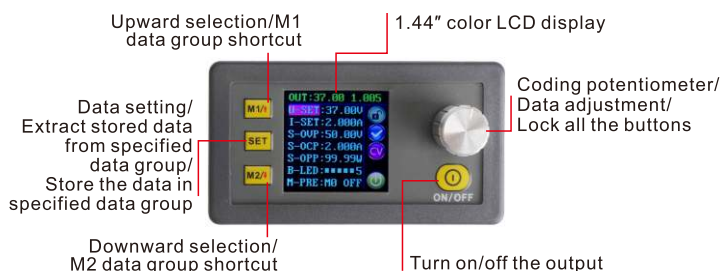 Upward selection/M1
data group shortcut
1.44″ color LCD display
Data setting/
Extract stored data
from specified
data group/
Store the data in
specified data group
M1/⬆
SET
M2/⬇
OUT:37.00 1.005
U-SET:37.00V
I-SET:2.000A
S-OVP:50.00V
S-OCP:2.000A
S-OPP:99.99W
B-LED:▪▪▪▪▪5
M-PRE:M0 OFF
CV
ON/OFF
Coding potentiometer/
Data adjustment/
Lock all the buttons
Downward selection/
M2 data group shortcut
Turn on/off the output